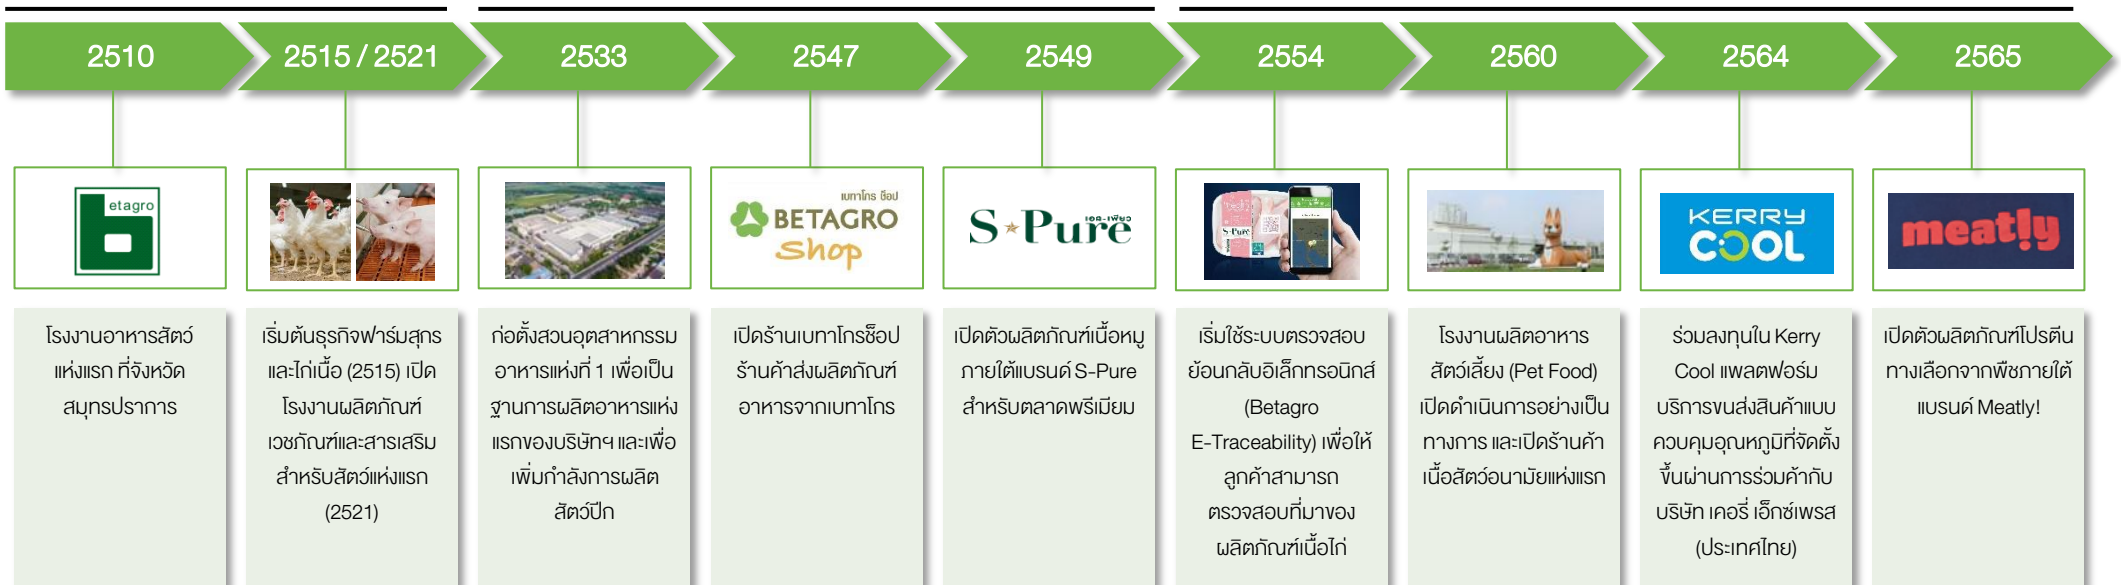 2510
2515 / 2521
2533
2547
2549
2554
2560
2564
2565
etagro
b
เบทาโกร ช็อป
BETAGRO
Shop
S Pure
เอส-เพียว
S-Pure
KERRY
COOL
meat!y
โรงงานอาหารสัตว์
แห่งแรก ที่จังหวัด
สมุทรปราการ
เริ่มต้นธุรกิจฟาร์มสุกร
และไก่เนื้อ (2515) เปิด
โรงงานผลิตภัณฑ์
เวชภัณฑ์และสารเสริม
สำหรับสัตว์แห่งแรก
(2521)
ก่อตั้งสวนอุตสาหกรรม
อาหารแห่งที่ 1 เพื่อเป็น
ฐานการผลิตอาหารแห่ง
แรกของบริษัทฯ และเพื่อ
เพิ่มกำลังการผลิต
สัตว์ปีก
เปิดร้านเบทาโกรช็อป
ร้านค้าส่งผลิตภัณฑ์
อาหารจากเบทาโกร
เปิดตัวผลิตภัณฑ์เนื้อหมู
ภายใต้แบรนด์ S-Pure
สำหรับตลาดพรีเมียม
เริ่มใช้ระบบตรวจสอบ
ย้อนกลับอิเล็กทรอนิกส์
(Betagro
E-Traceability) เพื่อให้
ลูกค้าสามารถ
ตรวจสอบที่มาของ
ผลิตภัณฑ์เนื้อไก่
โรงงานผลิตอาหาร
สัตว์เลี้ยง (Pet Food)
เปิดดำเนินการอย่างเป็น
ทางการ และเปิดร้านค้า
เนื้อสัตว์อนามัยแห่งแรก
ร่วมลงทุนใน Kerry
Cool แพลตฟอร์ม
บริการขนส่งสินค้าแบบ
ควบคุมอุณหภูมิที่จัดตั้ง
ขึ้นผ่านการร่วมค้ากับ
บริษัท เคอรี่ เอ็กซ์เพรส
(ประเทศไทย)
เปิดตัวผลิตภัณฑ์โปรตีน
ทางเลือกจากพืชภายใต้
แบรนด์ Meatly!